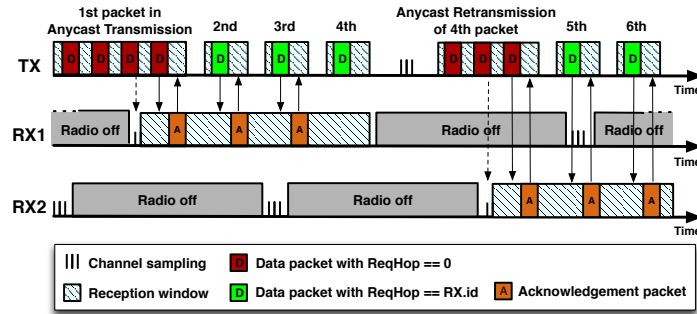 1st packet in
Anycast Transmission
2nd
3rd
4th
Anycast Retransmission
of 4th packet
5th
6th
TX
D
D
D
D
D
D
D
D
D
D
D
D
Time
RX1
Radio off
A
A
A
Radio off
Radio off
Time
RX2
Radio off
Radio off
A
A
A
Time
Channel sampling
D
Data packet with ReqHop == 0
Reception window
D
Data packet with ReqHop == RX.id
A
Acknowledgement packet